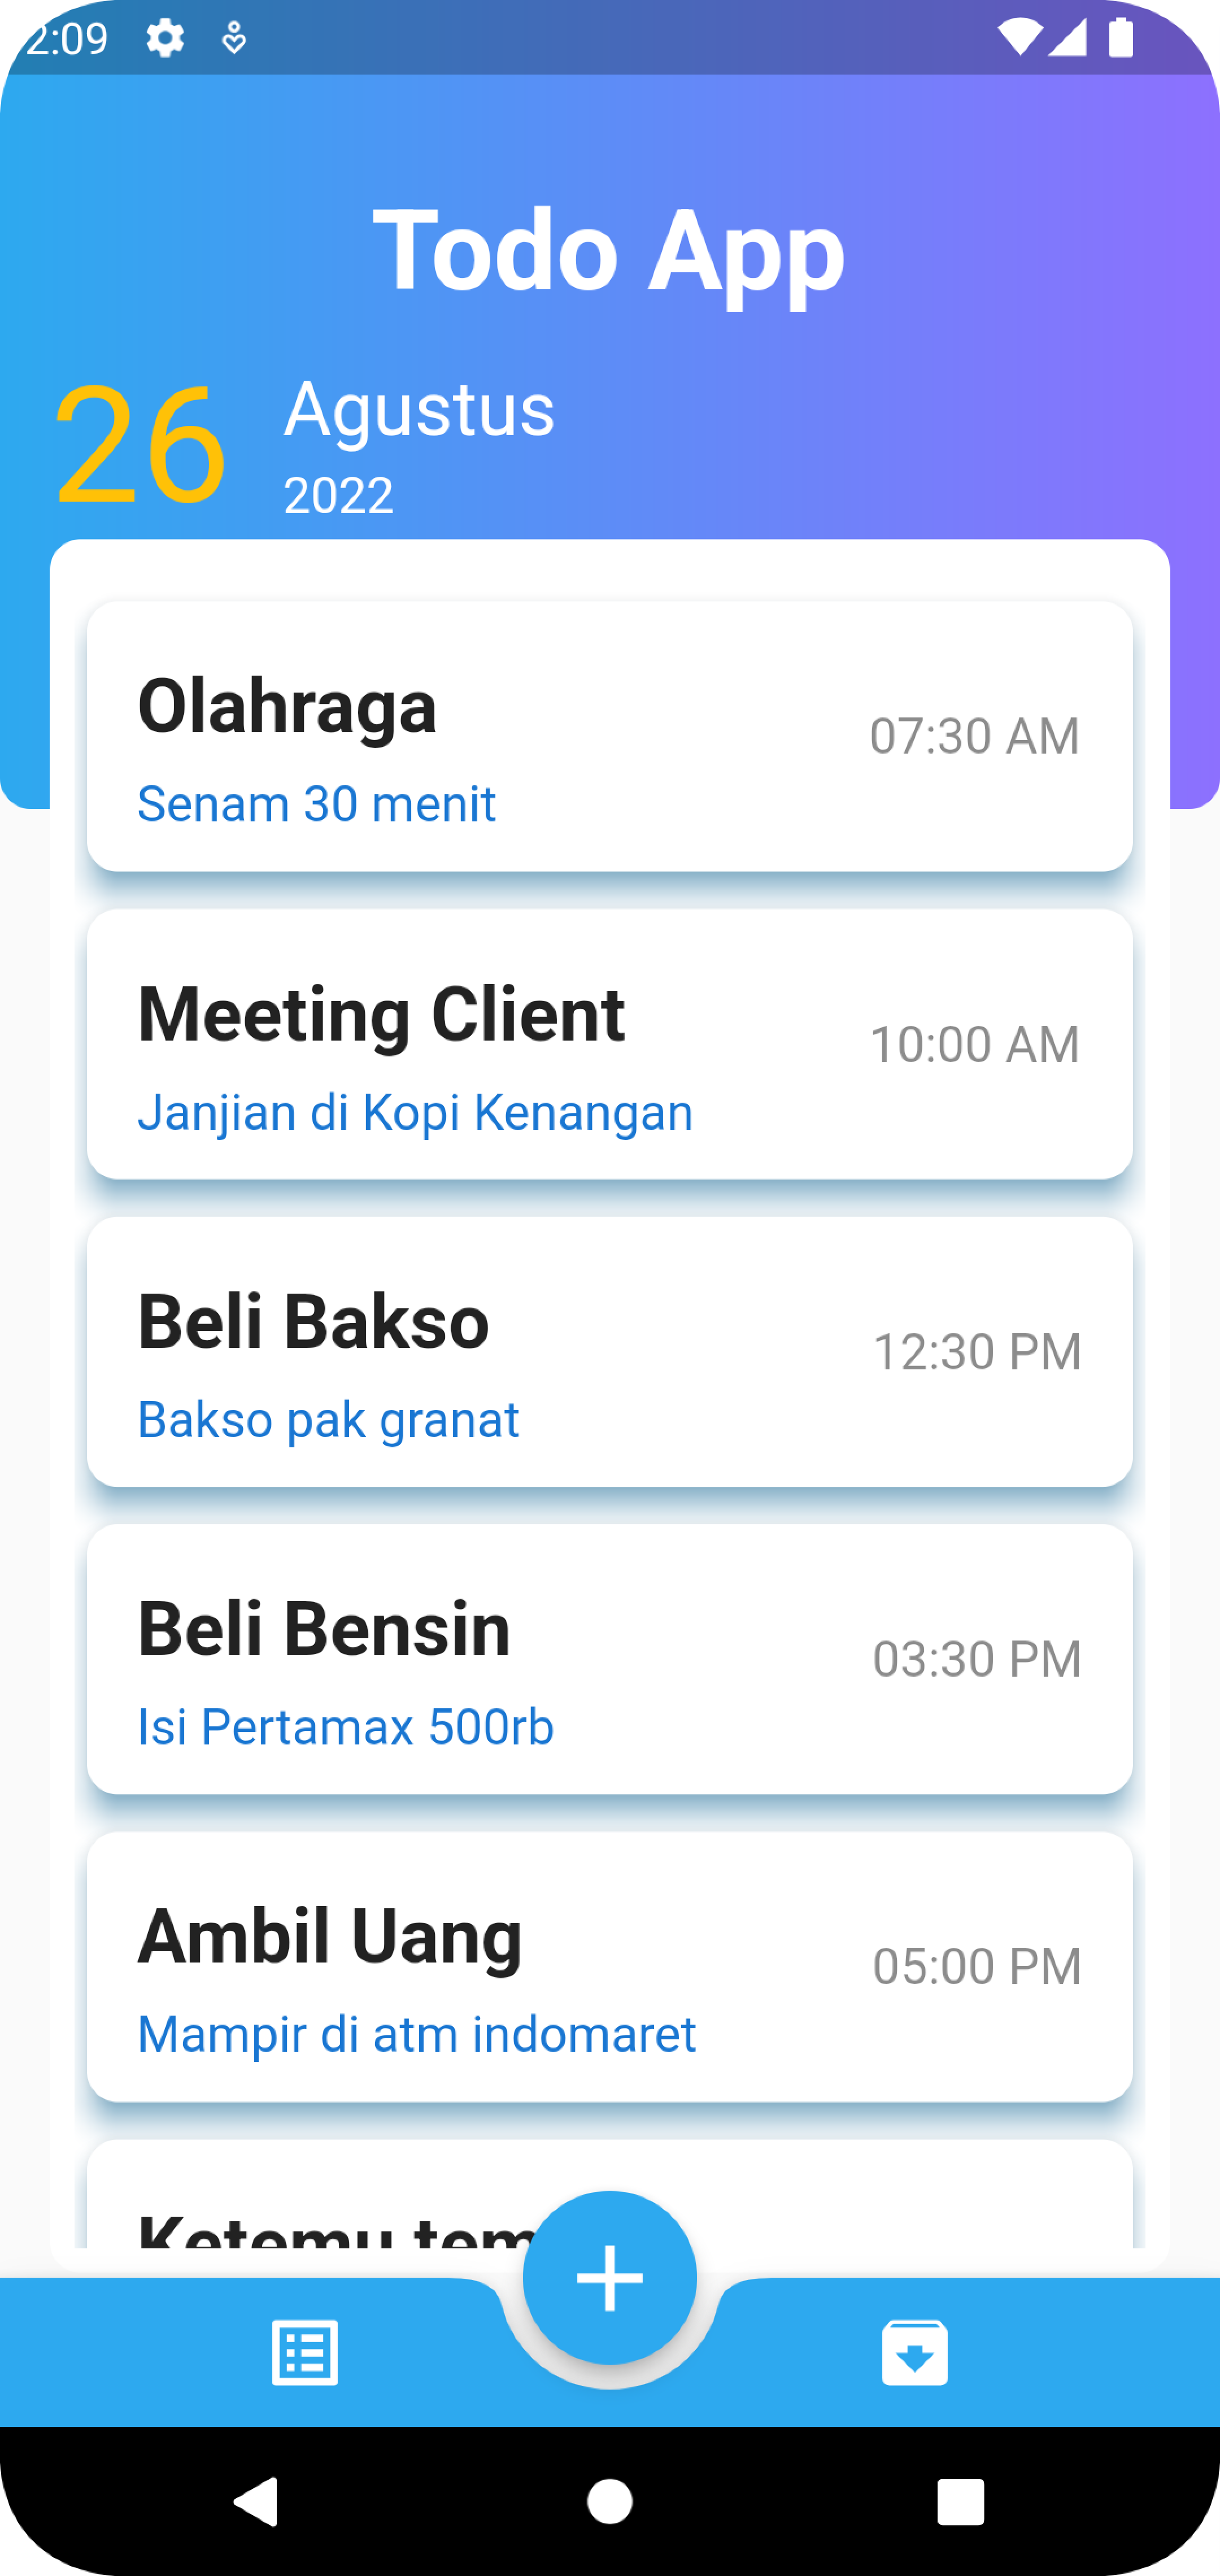 2:09
Todo App
26
Agustus
2022
Olahraga
07:30 AM
Senam 30 menit
Meeting Client
10:00 AM
Janjian di Kopi Kenangan
Beli Bakso
12:30 PM
Bakso pak granat
Beli Bensin
03:30 PM
Isi Pertamax 500rb
Ambil Uang
05:00 PM
Mampir di atm indomaret
Ketemu